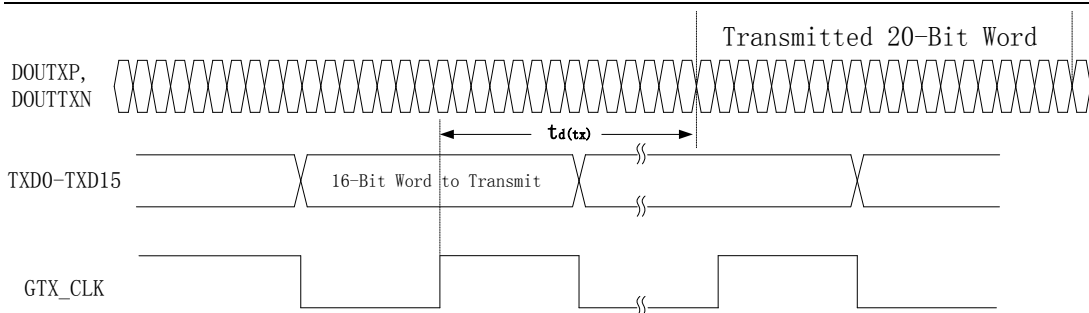 Transmitted 20-Bit Word
DOUTXP,
DOUTTXN
td(tx)
TXD0-TXD15
16-Bit Word to Transmit
GTX_CLK